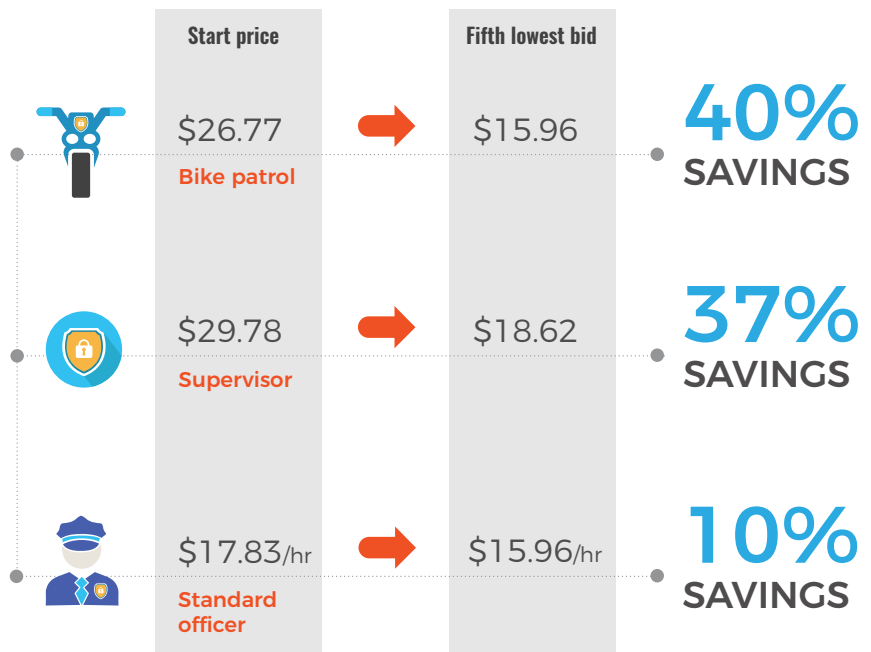 Start price
Fifth lowest bid
$26.77
$15.96
40%
SAVINGS
Bike patrol
$29.78
$18.62
37%
SAVINGS
Supervisor
$17.83/hr
$15.96/hr
10%
SAVINGS
Standard
officer